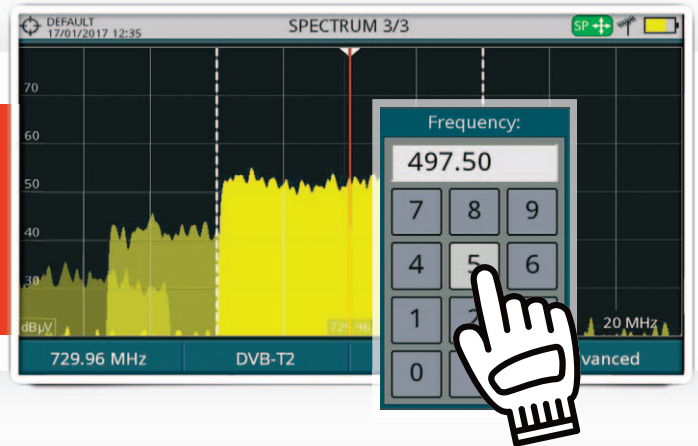 DEFAULT
17/01/2017 12:35
SPECTRUM 3/3
SP
70
60
50
40
30
dBµV
20 MHz
729.96 MHz
DVB-T2
vanced
Frequency:
497.50
7 8 9
4 5 6
1
0